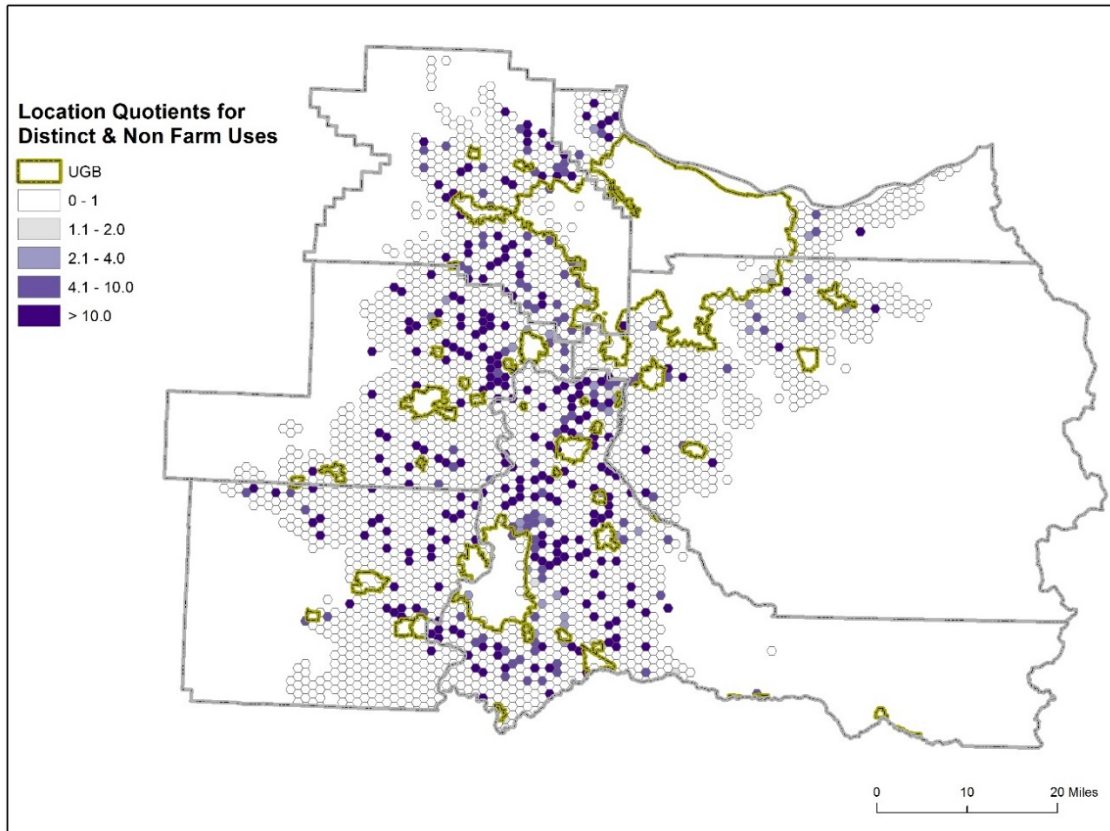 Location Quotients for
Distinct & Non Farm Uses
UGB
0 - 1
1.1 - 2.0
2.1 - 4.0
4.1 - 10.0
> 10.0
0 10 20 Miles